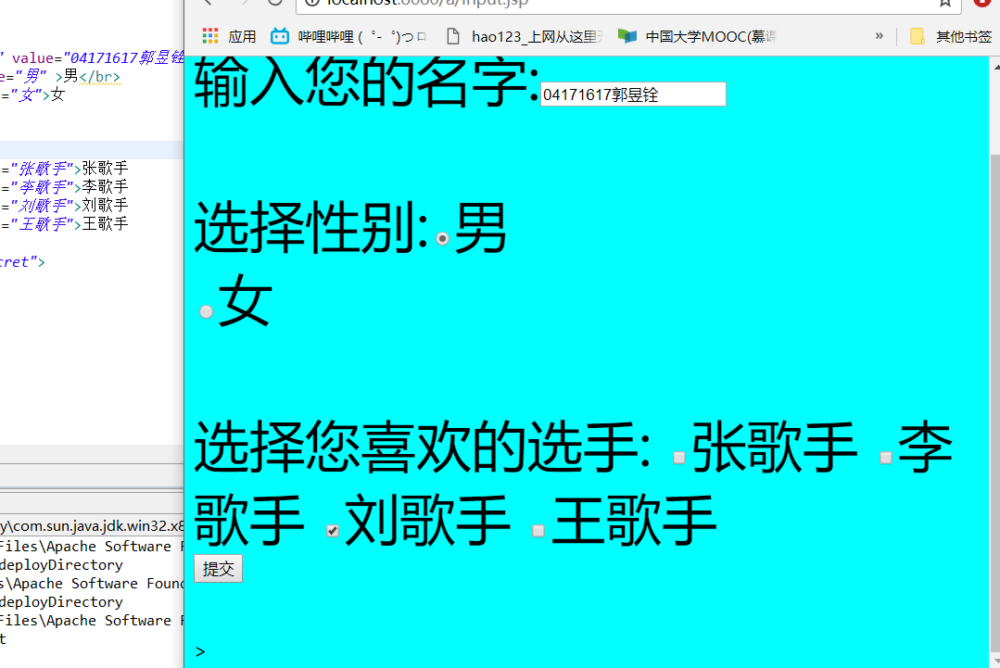 localhost:8080/a/input.jsp
应用 哔哩哔哩 ( ゜- ゜)つロ hao123_上网从这里 中国大学MOOC(慕课 » 其他书签
" value="04171617郭昱铨
e="男" >男</br>
="女">女
="张歌手">张歌手
="李歌手">李歌手
="刘歌手">刘歌手
="王歌手">王歌手
cret">
y\com.sun.java.jdk.win32.x8
Files\Apache Software F
deployDirectory
s\Apache Software Foun
deployDirectory
Files\Apache Software F
t
输入您的名字: 04171617郭昱铨
选择性别: 男
女
选择您喜欢的选手: 张歌手 李
歌手 刘歌手 王歌手
提交
>